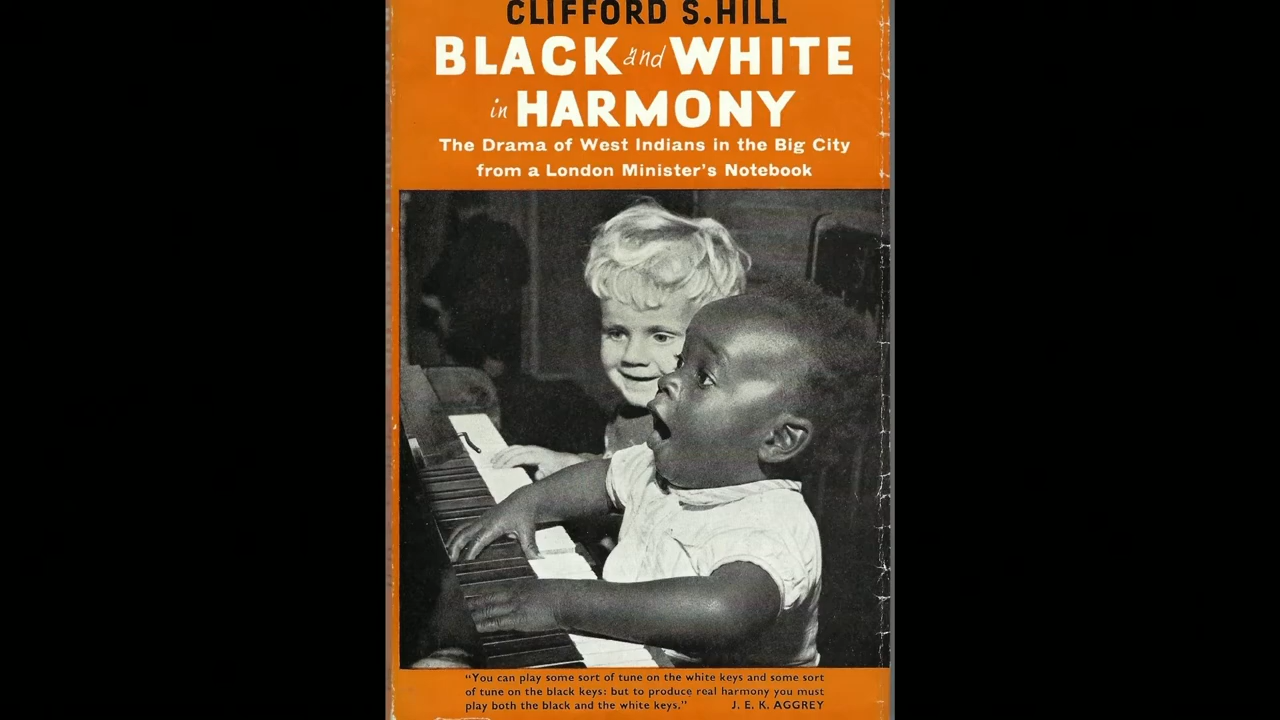 CLIFFORD S. HILL
BLACK and WHITE
in HARMONY
The Drama of West Indians in the Big City
from a London Minister's Notebook
"You can play some sort of tune on the white keys and some sort
of tune on the black keys: but to produce real harmony you must
play both the black and the white keys." J. E. K. AGGREY